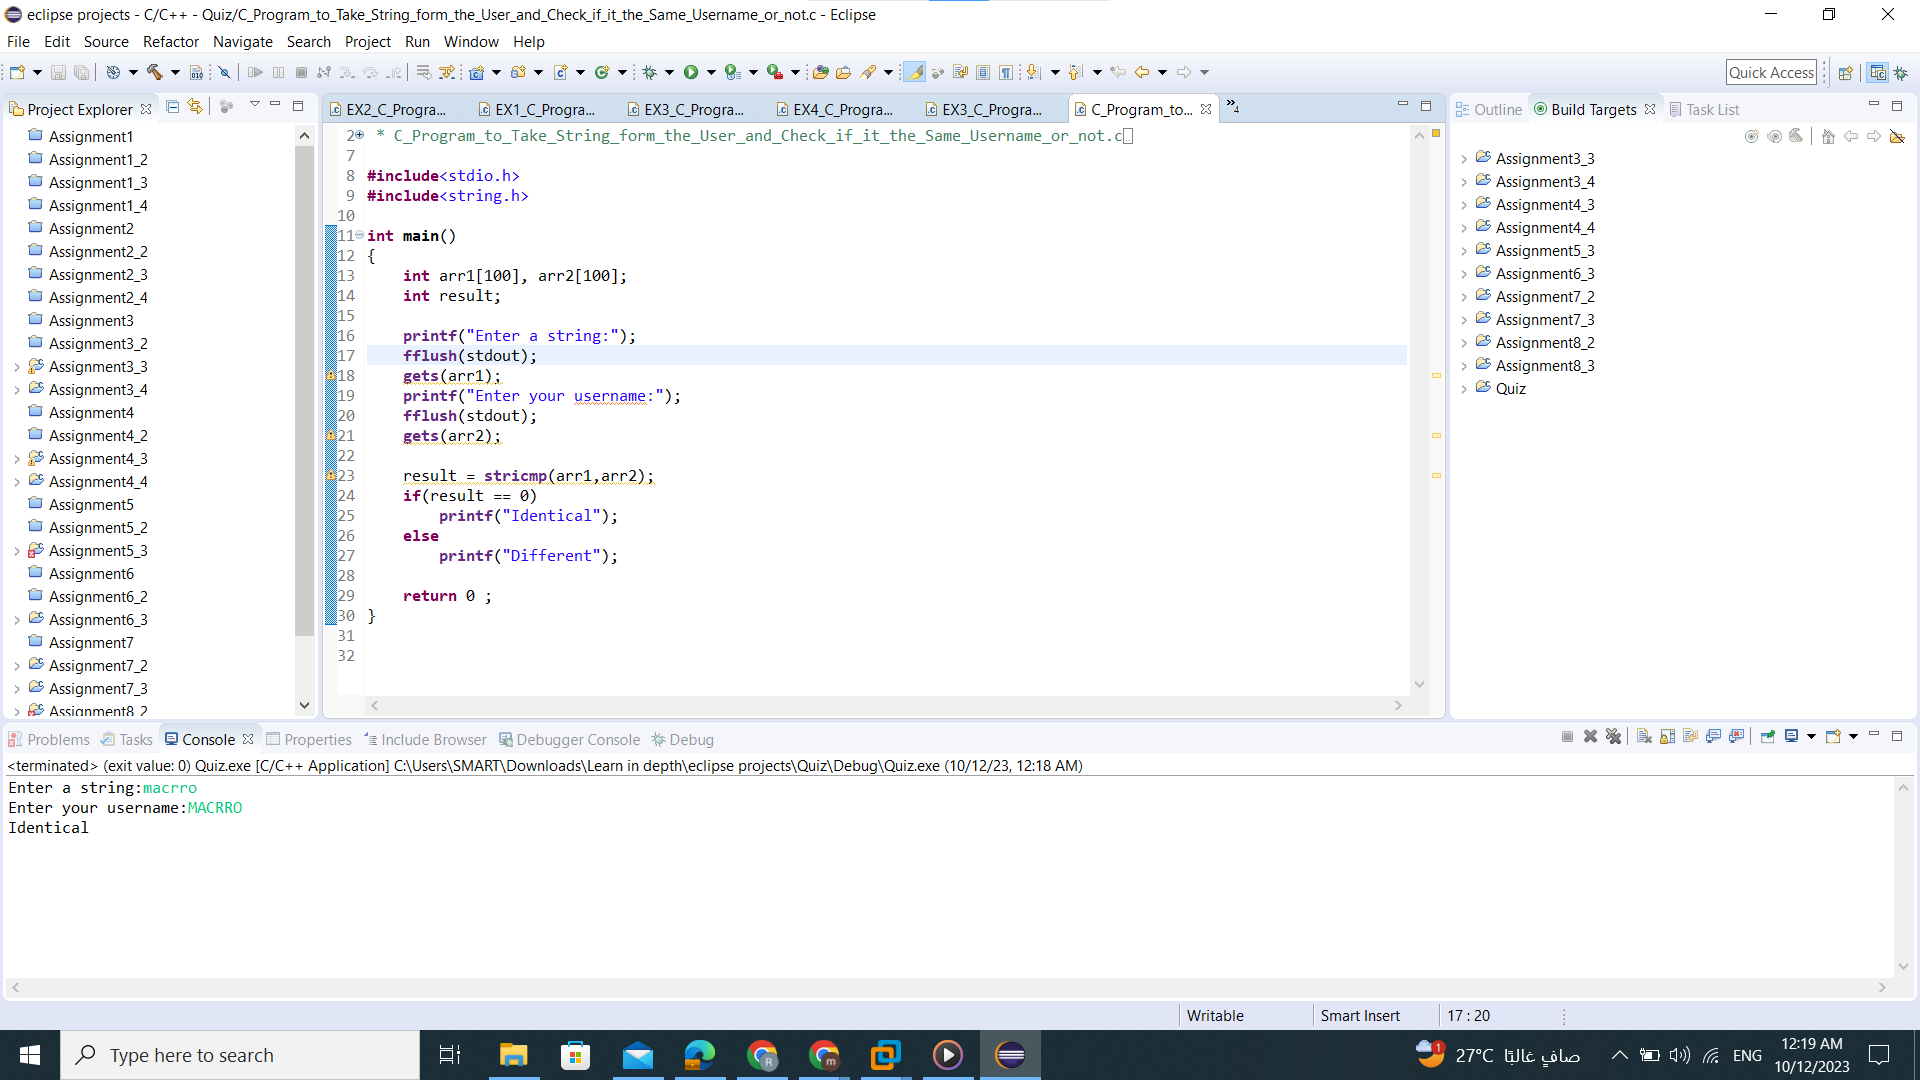 eclipse projects - C/C++ - Quiz/C_Program_to_Take_String_form_the_User_and_Check_if_it_the_Same_Username_or_not.c - Eclipse
File Edit Source Refactor Navigate Search Project Run Window Help
Quick Access
Project Explorer
Assignment1
Assignment1_2
Assignment1_3
Assignment1_4
Assignment2
Assignment2_2
Assignment2_3
Assignment2_4
Assignment3
Assignment3_2
Assignment3_3
Assignment3_4
Assignment4
Assignment4_2
Assignment4_3
Assignment4_4
Assignment5
Assignment5_2
Assignment5_3
Assignment6
Assignment6_2
Assignment6_3
Assignment7
Assignment7_2
Assignment7_3
Assignment8_2
EX2_C_Progra... EX1_C_Progra... EX3_C_Progra... EX4_C_Progra... EX3_C_Progra... C_Program_to... »4
2 * C_Program_to_Take_String_form_the_User_and_Check_if_it_the_Same_Username_or_not.c
7
8 #include<stdio.h>
9 #include<string.h>
10
11 int main()
12 {
13 int arr1[100], arr2[100];
14 int result;
15
16 printf("Enter a string:");
17 fflush(stdout);
18 gets(arr1);
19 printf("Enter your username:");
20 fflush(stdout);
21 gets(arr2);
22
23 result = stricmp(arr1,arr2);
24 if(result == 0)
25 printf("Identical");
26 else
27 printf("Different");
28
29 return 0 ;
30 }
31
32
Outline Build Targets Task List
Assignment3_3
Assignment3_4
Assignment4_3
Assignment4_4
Assignment5_3
Assignment6_3
Assignment7_2
Assignment7_3
Assignment8_2
Assignment8_3
Quiz
Problems Tasks Console Properties Include Browser Debugger Console Debug
<terminated> (exit value: 0) Quiz.exe [C/C++ Application] C:\Users\SMART\Downloads\Learn in depth\eclipse projects\Quiz\Debug\Quiz.exe (10/12/23, 12:18 AM)
Enter a string:macrro
Enter your username:MACRRO
Identical
Writable Smart Insert 17 : 20
Type here to search
27°C صافٍ غالبًا
ENG
12:19 AM
10/12/2023